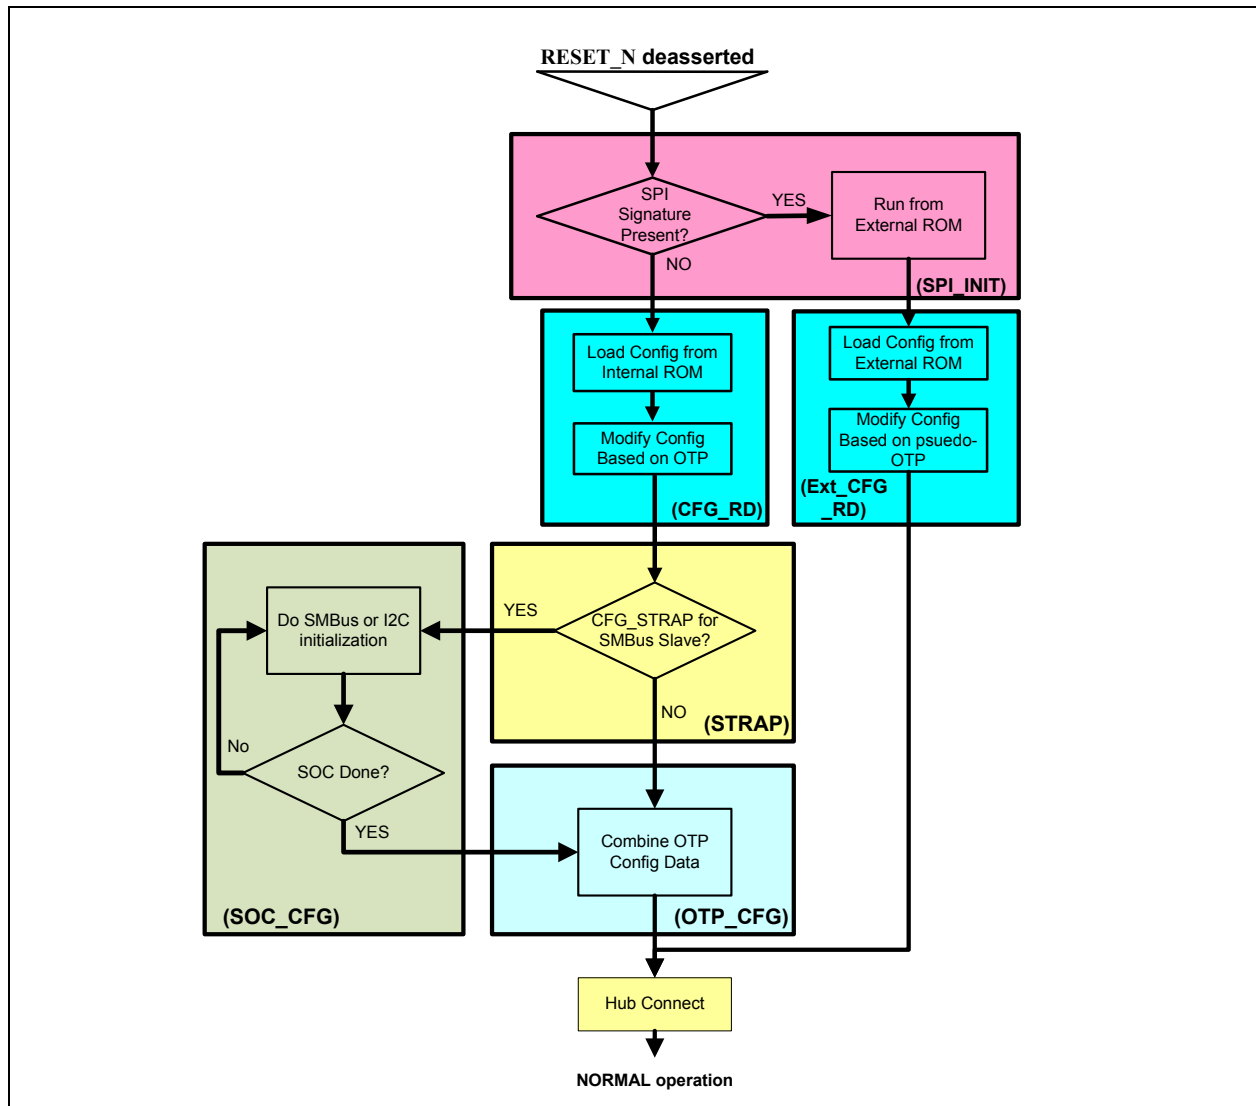 RESET_N deasserted
SPI
Signature
Present?
YES
Run from
External ROM
NO
(SPI_INIT)
Load Config from
Internal ROM
Load Config from
External ROM
Modify Config
Based on OTP
Modify Config
Based on psuedo-
OTP
(CFG_RD)
(Ext_CFG
_RD)
Do SMBus or I2C
initialization
YES
CFG_STRAP for
SMBus Slave?
NO
(STRAP)
No
SOC Done?
YES
Combine OTP
Config Data
(SOC_CFG)
(OTP_CFG)
Hub Connect
NORMAL operation